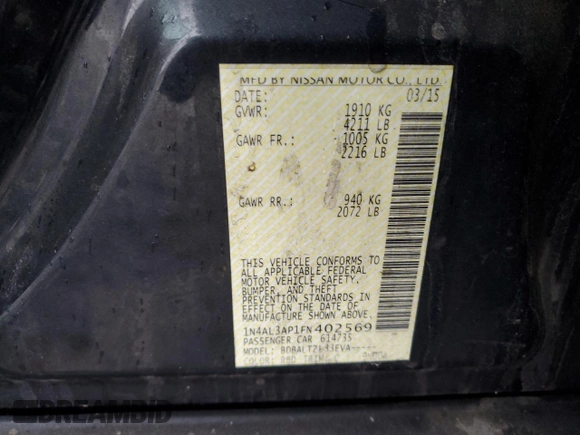 MFD BY NISSAN MOTOR CO., LTD.
DATE: 03/15
GVWR: 1910 KG
4211 LB
GAWR FR.: 1005 KG
2216 LB
GAWR RR.: 940 KG
2072 LB
THIS VEHICLE CONFORMS TO
ALL APPLICABLE FEDERAL
MOTOR VEHICLE SAFETY,
BUMPER, AND THEFT
PREVENTION STANDARDS IN
EFFECT ON THE DATE OF
MANUFACTURE SHOWN ABOVE.
1N4AL3AP1FN402569
PASSENGER CAR 614735
MODEL:
COLOR:
DREAMBID